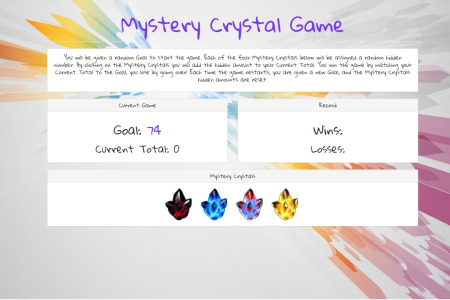 Mystery Crystal Game
You will be given a random Goal to start the game. Each of the Four Mystery Crystals below will be assigned a random hidden
number. By clicking on the Mystery Crystals you will add the hidden amount to your Current Total. You win the game by matching your
Current Total to the Goal, you lose by going over. Each time the game restarts, you are given a new Goal, and the Mystery Crystals
hidden amounts are reset.
Current Game
Record
Goal: 74
Wins:
Current Total: 0
Losses:
Mystery Crystals